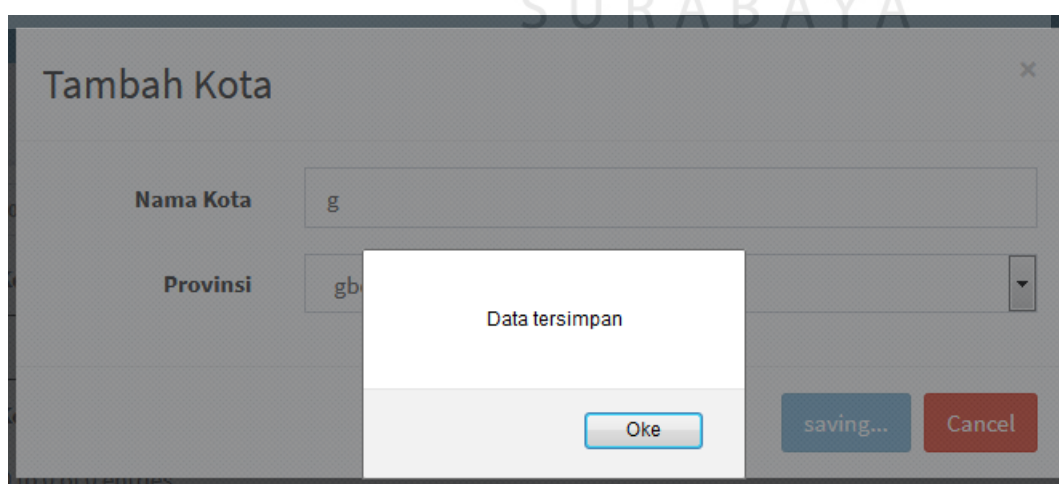 SURABAYA
Tambah Kota
×
Nama Kota g
Provinsi
Data tersimpan
Oke
saving... Cancel